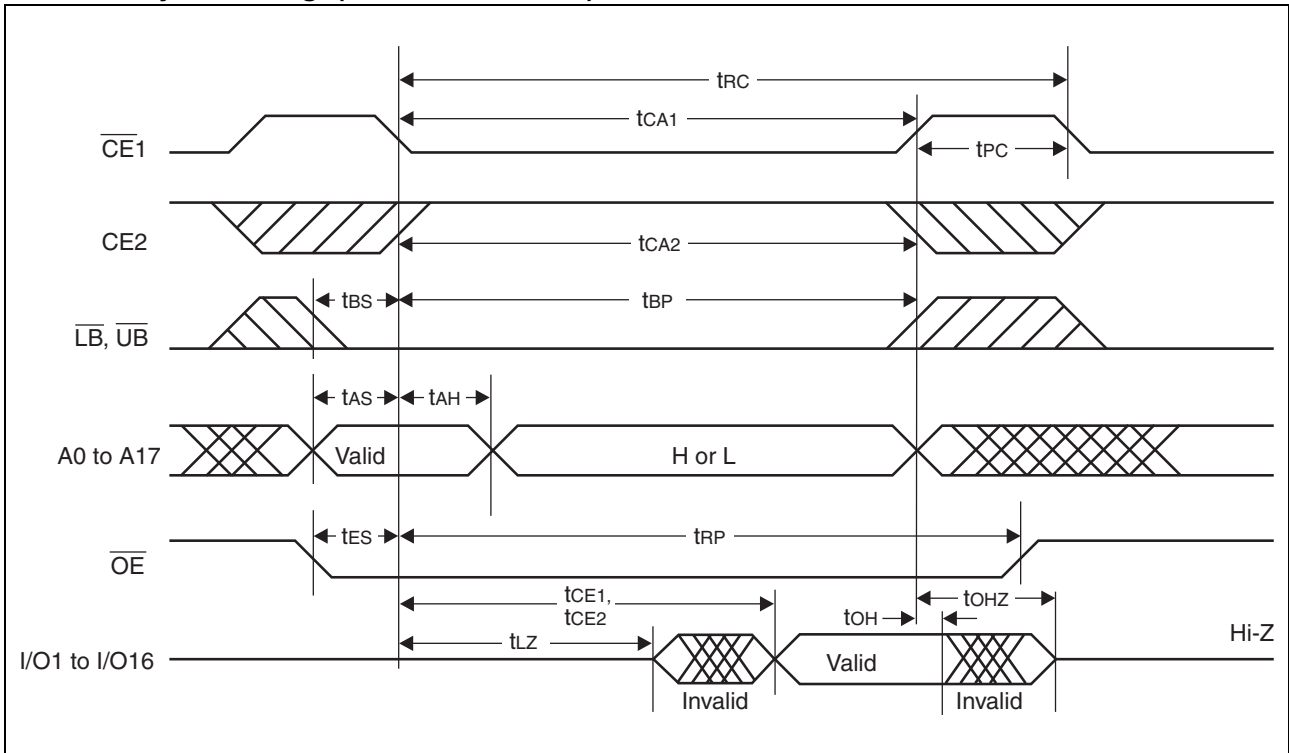 tRC
tCA1
CE1
tPC
CE2
tCA2
tBS
tBP
LB, UB
tAS
tAH
A0 to A17
Valid
H or L
tES
tRP
OE
tCE1,
tCE2
tOH
tOHZ
tLZ
Hi-Z
I/O1 to I/O16
Valid
Invalid
Invalid